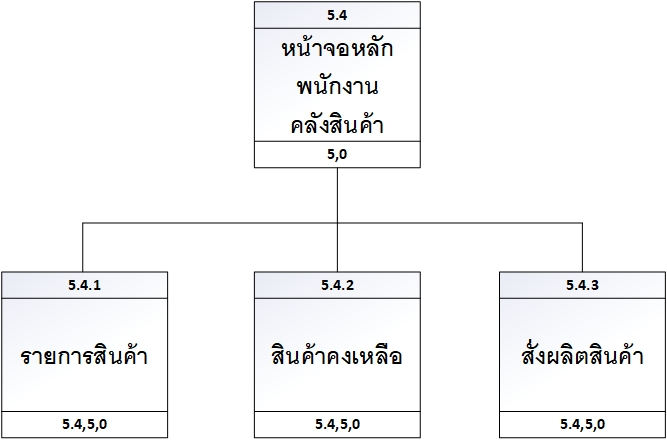 5.4
หน้าจอหลัก
พนักงาน
คลังสินค้า
5,0
5.4.1
รายการสินค้า
5.4,5,0
5.4.2
สินค้าคงเหลือ
5.4,5,0
5.4.3
สั่งผลิตสินค้า
5.4,5,0